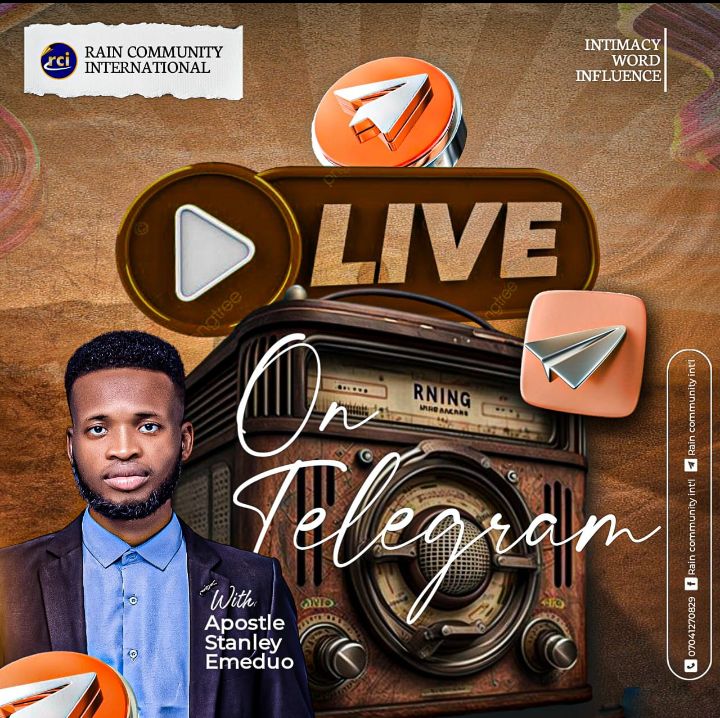 rci
RAIN COMMUNITY
INTERNATIONAL
INTIMACY
WORD
INFLUENCE
LIVE
pngtree
RNING
On
Telegram
With
Apostle
Stanley
Emeduo
07041270829 Rain community int'l Rain community int'l